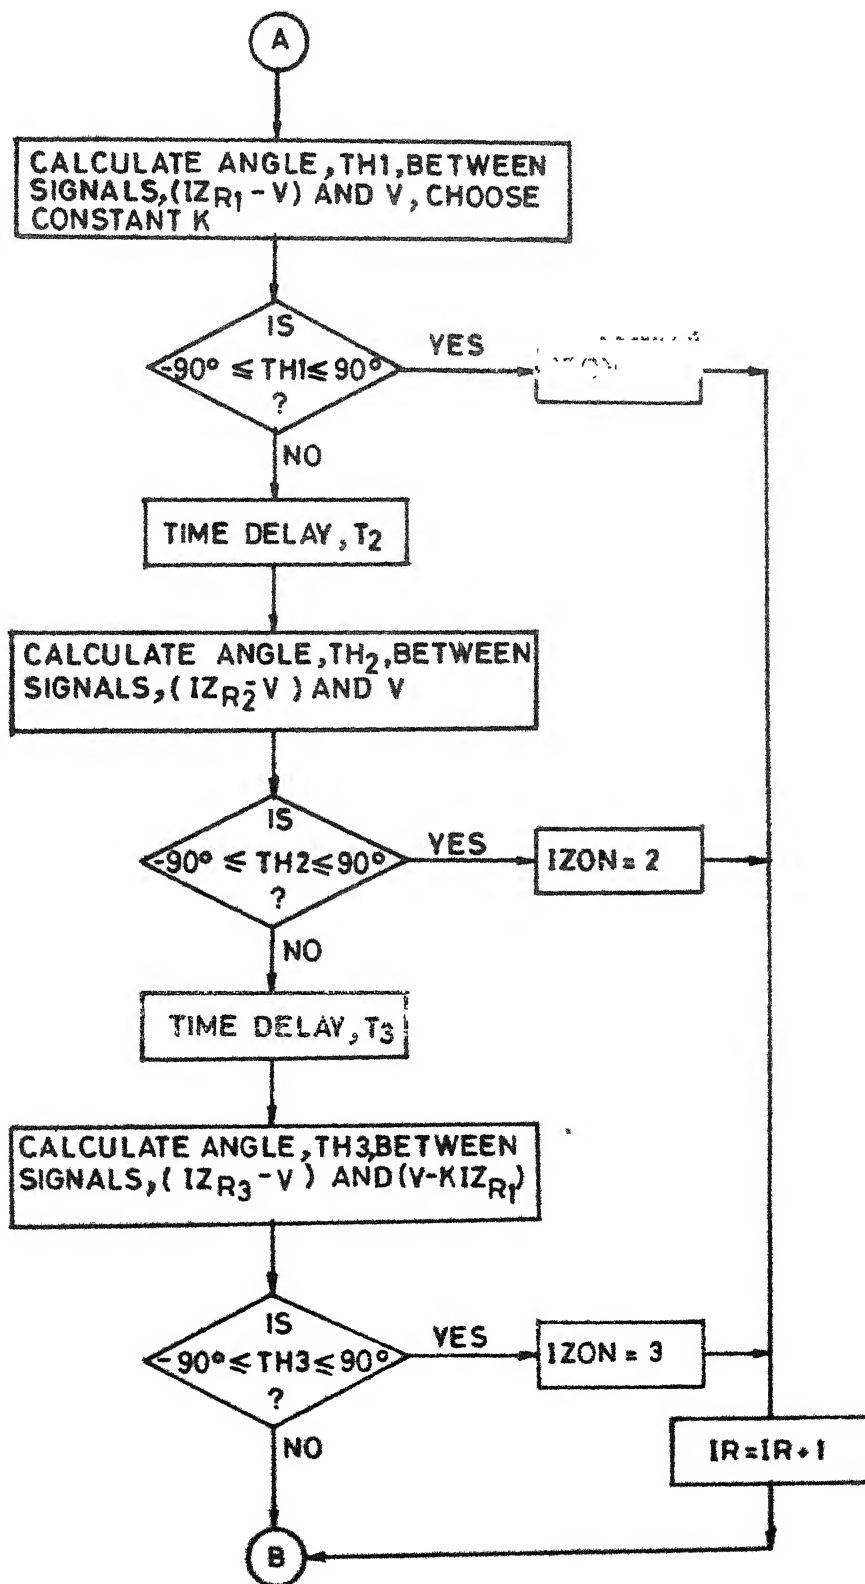 A
CALCULATE ANGLE, TH1, BETWEEN
SIGNALS, (IZR1 - V) AND V, CHOOSE
CONSTANT K
IS
-90° ≤ TH1 ≤ 90°
?
YES
NO
TIME DELAY, T2
CALCULATE ANGLE, TH2, BETWEEN
SIGNALS, (IZR2 - V) AND V
IS
-90° ≤ TH2 ≤ 90°
?
YES
IZON = 2
NO
TIME DELAY, T3
CALCULATE ANGLE, TH3, BETWEEN
SIGNALS, (IZR3 - V) AND (V-KIZR1)
IS
-90° ≤ TH3 ≤ 90°
?
YES
IZON = 3
NO
IR = IR + 1
B